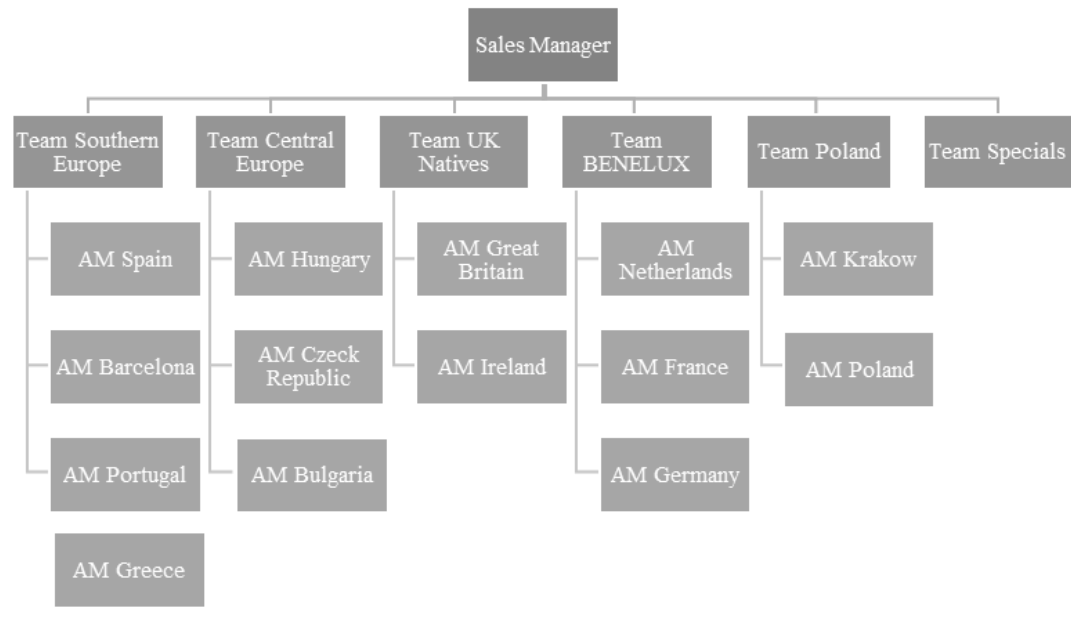 Sales Manager
Team Southern
Europe
Team Central
Europe
Team UK
Natives
Team
BENELUX
Team Poland
Team Specials
AM Spain
AM Hungary
AM Great
Britain
AM
Netherlands
AM Krakow
AM Barcelona
AM Czeck
Republic
AM Ireland
AM France
AM Poland
AM Portugal
AM Bulgaria
AM Germany
AM Greece